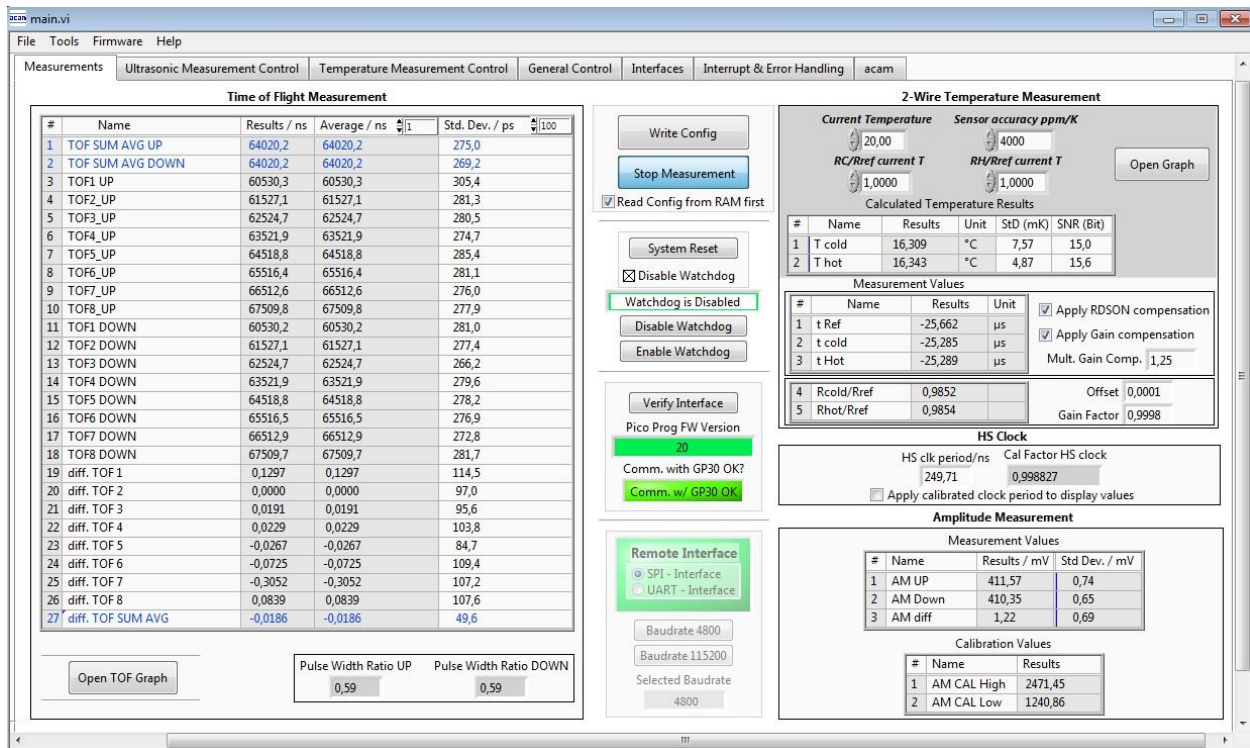 acam main.vi
File Tools Firmware Help
Measurements Ultrasonic Measurement Control Temperature Measurement Control General Control Interfaces Interrupt & Error Handling acam
Time of Flight Measurement
# Name Results / ns Average / ns 1 Std. Dev. / ps 100
1 TOF SUM AVG UP 64020,2 64020,2 275,0
2 TOF SUM AVG DOWN 64020,2 64020,2 269,2
3 TOF1 UP 60530,3 60530,3 305,4
4 TOF2_UP 61527,1 61527,1 281,3
5 TOF3_UP 62524,7 62524,7 280,5
6 TOF4_UP 63521,9 63521,9 274,7
7 TOF5_UP 64518,8 64518,8 285,4
8 TOF6_UP 65516,4 65516,4 281,1
9 TOF7_UP 66512,6 66512,6 276,0
10 TOF8_UP 67509,8 67509,8 277,9
11 TOF1 DOWN 60530,2 60530,2 281,0
12 TOF2 DOWN 61527,1 61527,1 277,4
13 TOF3 DOWN 62524,7 62524,7 266,2
14 TOF4 DOWN 63521,9 63521,9 279,6
15 TOF5 DOWN 64518,8 64518,8 278,2
16 TOF6 DOWN 65516,5 65516,5 276,9
17 TOF7 DOWN 66512,9 66512,9 272,8
18 TOF8 DOWN 67509,7 67509,7 281,7
19 diff. TOF 1 0,1297 0,1297 114,5
20 diff. TOF 2 0,0000 0,0000 97,0
21 diff. TOF 3 0,0191 0,0191 95,6
22 diff. TOF 4 0,0229 0,0229 103,8
23 diff. TOF 5 -0,0267 -0,0267 84,7
24 diff. TOF 6 -0,0725 -0,0725 109,4
25 diff. TOF 7 -0,3052 -0,3052 107,2
26 diff. TOF 8 0,0839 0,0839 107,6
27 diff. TOF SUM AVG -0,0186 -0,0186 49,6
Open TOF Graph
Pulse Width Ratio UP Pulse Width Ratio DOWN
0,59 0,59
Write Config
Stop Measurement
Read Config from RAM first
System Reset
Disable Watchdog
Watchdog is Disabled
Disable Watchdog
Enable Watchdog
Verify Interface
Pico Prog FW Version
20
Comm. with GP30 OK?
Comm. w/ GP30 OK
Remote Interface
SPI - Interface
UART - Interface
Baudrate 4800
Baudrate 115200
Selected Baudrate
4800
2-Wire Temperature Measurement
Current Temperature Sensor accuracy ppm/K
20,00 4000
RC/Rref current T RH/Rref current T
1,0000 1,0000
Open Graph
Calculated Temperature Results
# Name Results Unit StD (mK) SNR (Bit)
1 T cold 16,309 °C 7,57 15,0
2 T hot 16,343 °C 4,87 15,6
Measurement Values
# Name Results Unit
1 t Ref -25,662 µs
2 t cold -25,285 µs
3 t Hot -25,289 µs
Apply RDSON compensation
Apply Gain compensation
Mult. Gain Comp. 1,25
4 Rcold/Rref 0,9852
5 Rhot/Rref 0,9854
Offset 0,0001
Gain Factor 0,9998
HS Clock
HS clk period/ns Cal Factor HS clock
249,71 0,998827
Apply calibrated clock period to display values
Amplitude Measurement
Measurement Values
# Name Results / mV Std Dev. / mV
1 AM UP 411,57 0,74
2 AM Down 410,35 0,65
3 AM diff 1,22 0,69
Calibration Values
# Name Results
1 AM CAL High 2471,45
2 AM CAL Low 1240,86